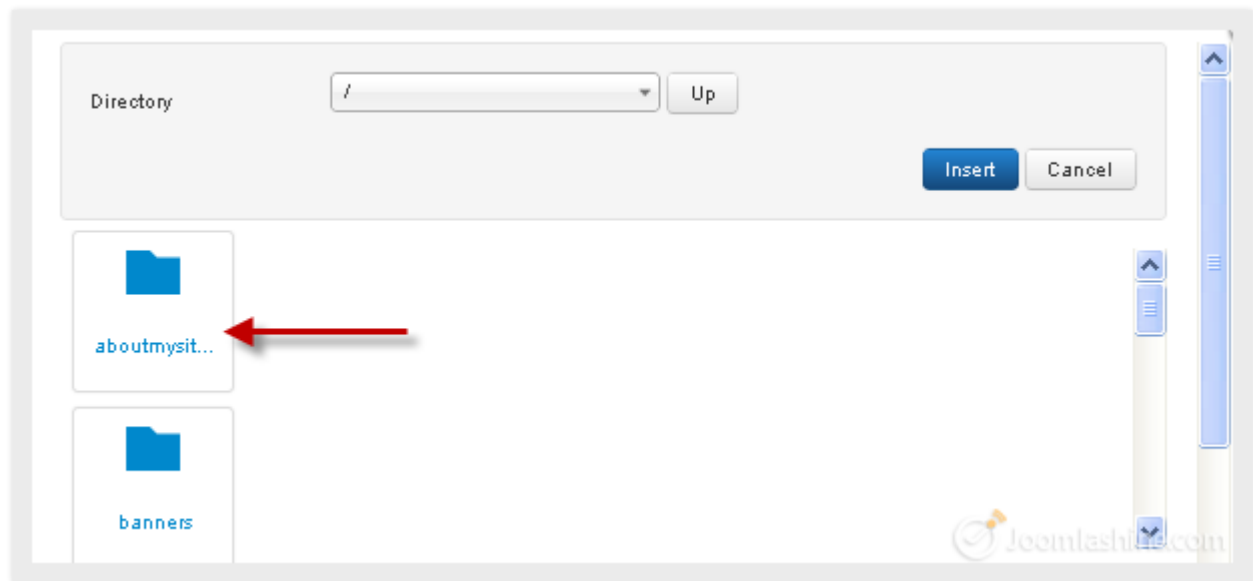 Directory
/
Up
Insert
Cancel
aboutmysit...
banners
Joomlashine.com